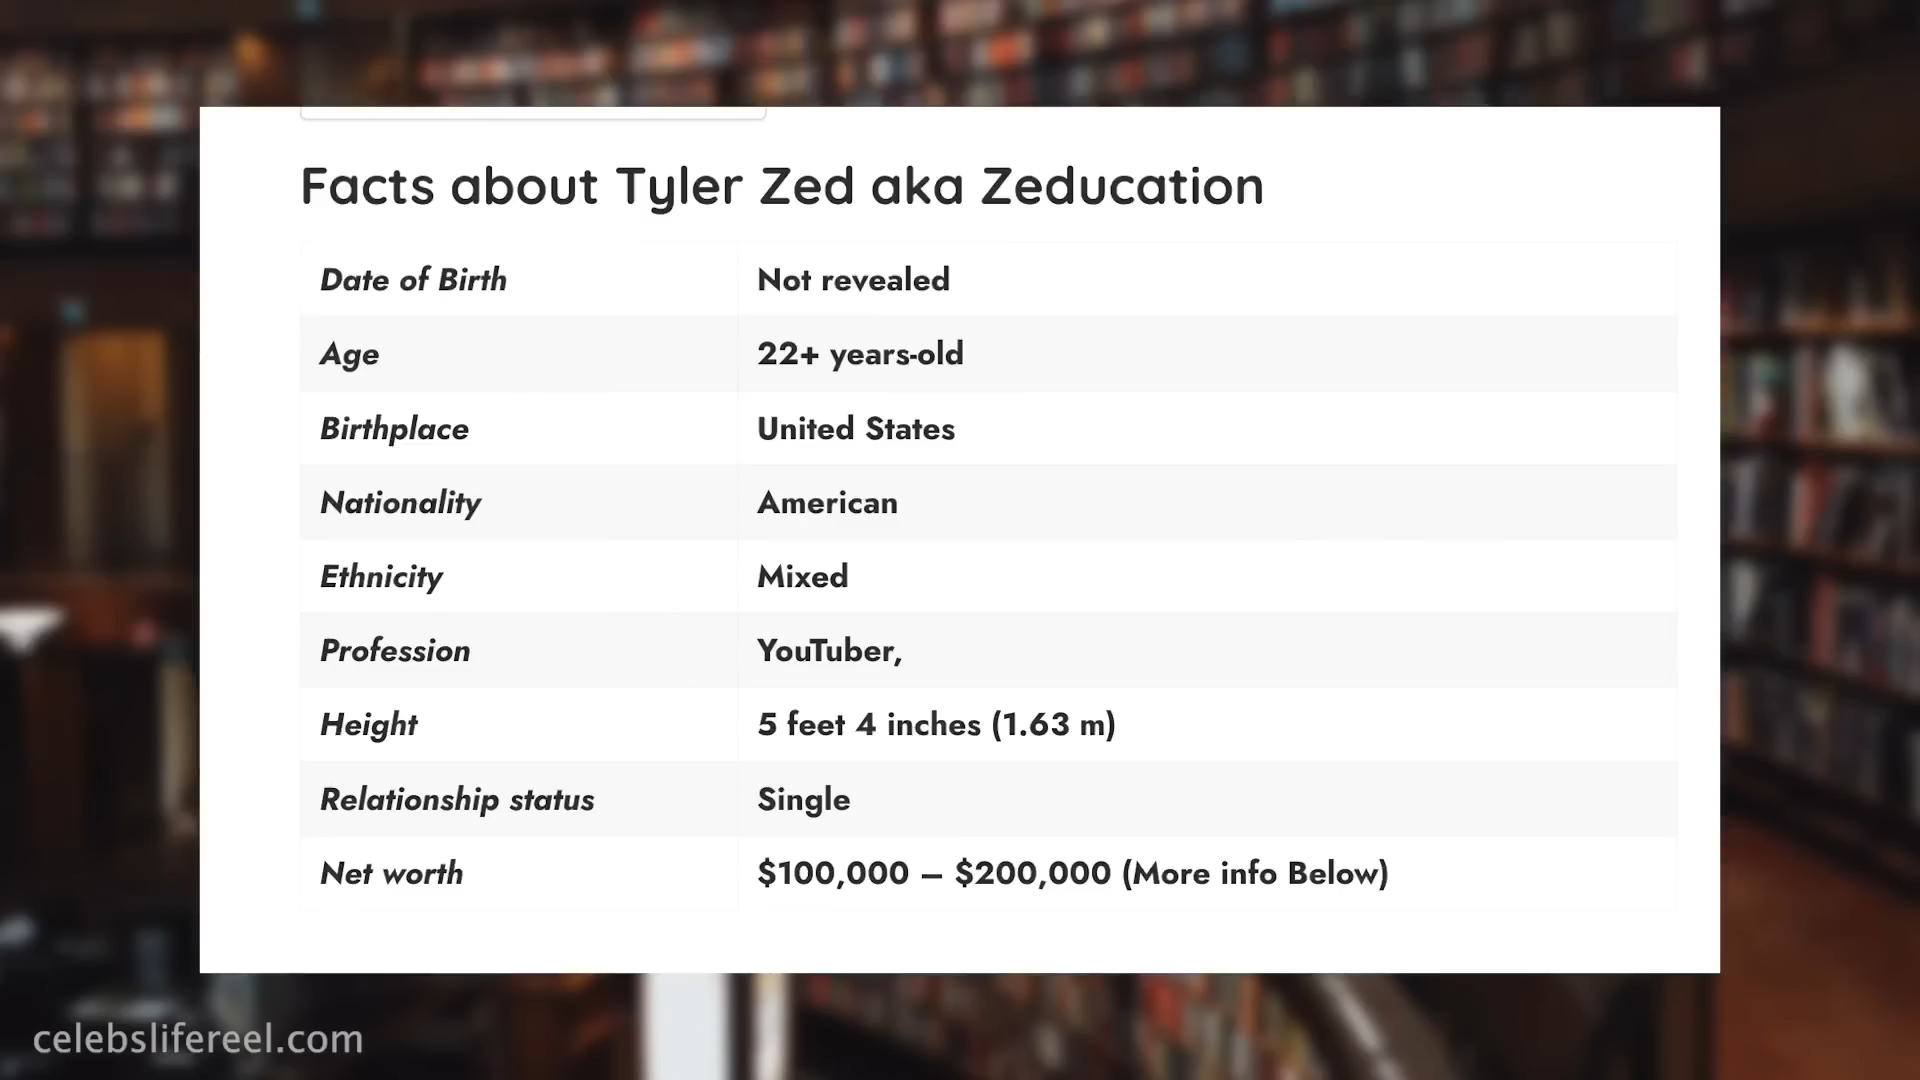 Facts about Tyler Zed aka Zeducation
Date of Birth Not revealed
Age 22+ years-old
Birthplace United States
Nationality American
Ethnicity Mixed
Profession YouTuber,
Height 5 feet 4 inches (1.63 m)
Relationship status Single
Net worth $100,000 – $200,000 (More info Below)
celebslifereel.com